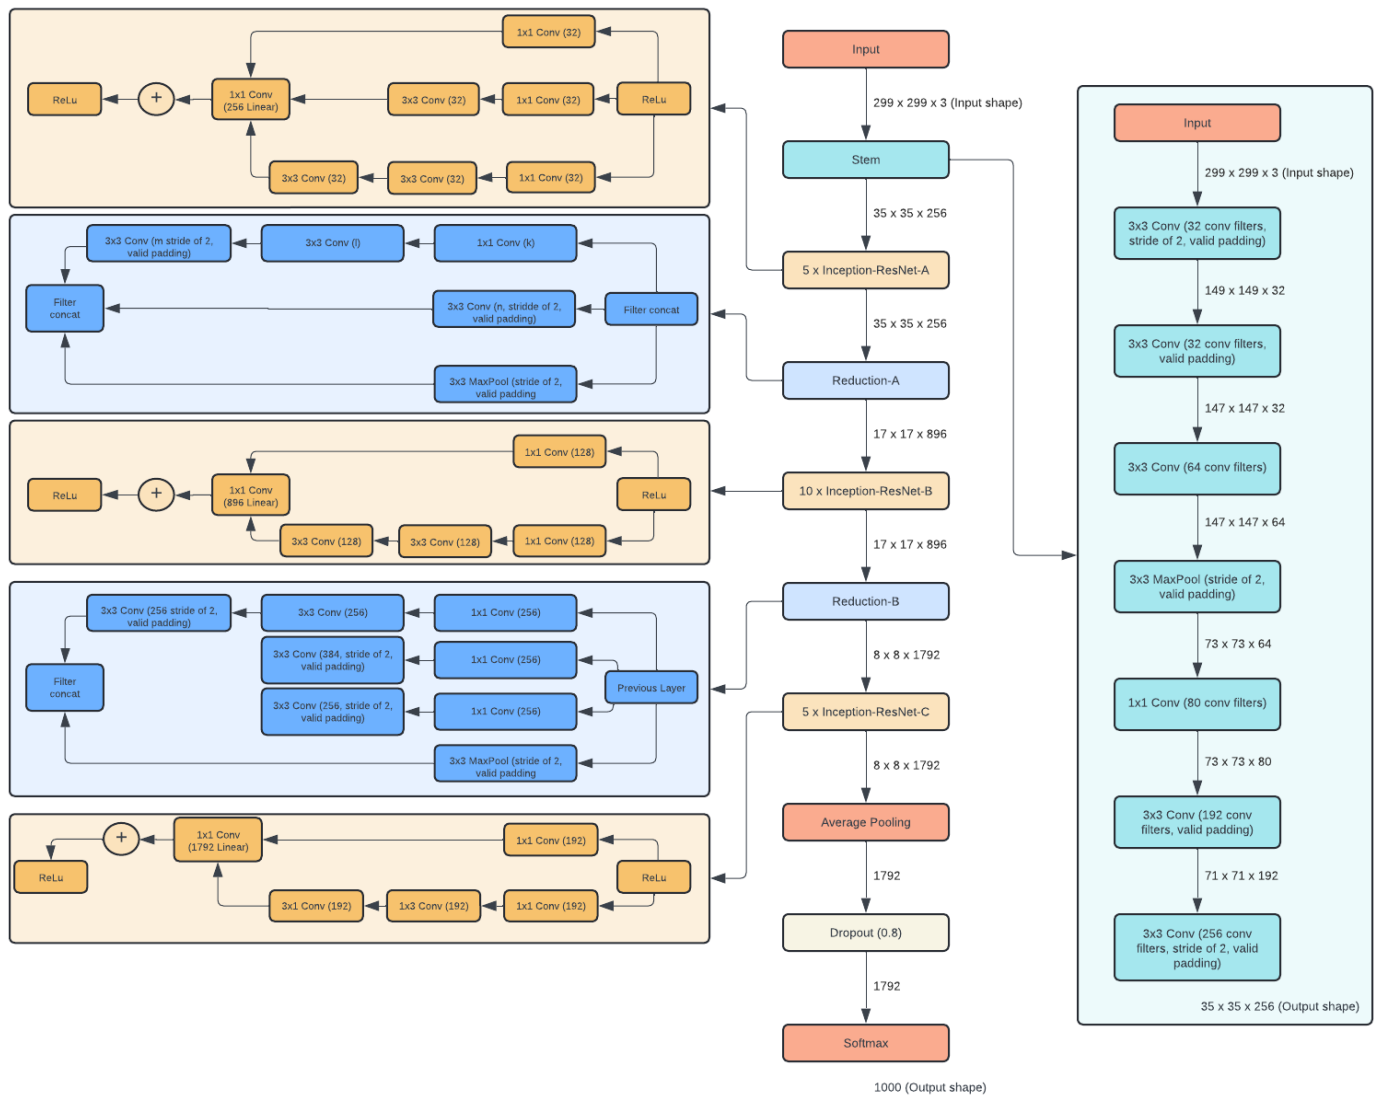 1x1 Conv (32)
ReLu
+
1x1 Conv
(256 Linear)
3x3 Conv (32)
1x1 Conv (32)
ReLu
3x3 Conv (32)
3x3 Conv (32)
1x1 Conv (32)
3x3 Conv (m stride of 2,
valid padding)
3x3 Conv (l)
1x1 Conv (k)
Filter
concat
3x3 Conv (n, stridde of 2,
valid padding)
Filter concat
3x3 MaxPool (stride of 2,
valid padding
1x1 Conv (128)
ReLu
+
1x1 Conv
(896 Linear)
ReLu
3x3 Conv (128)
3x3 Conv (128)
1x1 Conv (128)
3x3 Conv (256 stride of 2,
valid padding)
3x3 Conv (256)
1x1 Conv (256)
3x3 Conv (384, stride of 2,
valid padding)
1x1 Conv (256)
Filter
concat
Previous Layer
3x3 Conv (256, stride of 2,
valid padding)
1x1 Conv (256)
3x3 MaxPool (stride of 2,
valid padding
+
1x1 Conv
(1792 Linear)
1x1 Conv (192)
ReLu
ReLu
3x1 Conv (192)
1x3 Conv (192)
1x1 Conv (192)
Input
299 x 299 x 3 (Input shape)
Stem
35 x 35 x 256
5 x Inception-ResNet-A
35 x 35 x 256
Reduction-A
17 x 17 x 896
10 x Inception-ResNet-B
17 x 17 x 896
Reduction-B
8 x 8 x 1792
5 x Inception-ResNet-C
8 x 8 x 1792
Average Pooling
1792
Dropout (0.8)
1792
Softmax
1000 (Output shape)
Input
299 x 299 x 3 (Input shape)
3x3 Conv (32 conv filters,
stride of 2, valid padding)
149 x 149 x 32
3x3 Conv (32 conv filters,
valid padding)
147 x 147 x 32
3x3 Conv (64 conv filters)
147 x 147 x 64
3x3 MaxPool (stride of 2,
valid padding)
73 x 73 x 64
1x1 Conv (80 conv filters)
73 x 73 x 80
3x3 Conv (192 conv
filters, valid padding)
71 x 71 x 192
3x3 Conv (256 conv
filters, stride of 2, valid
padding)
35 x 35 x 256 (Output shape)